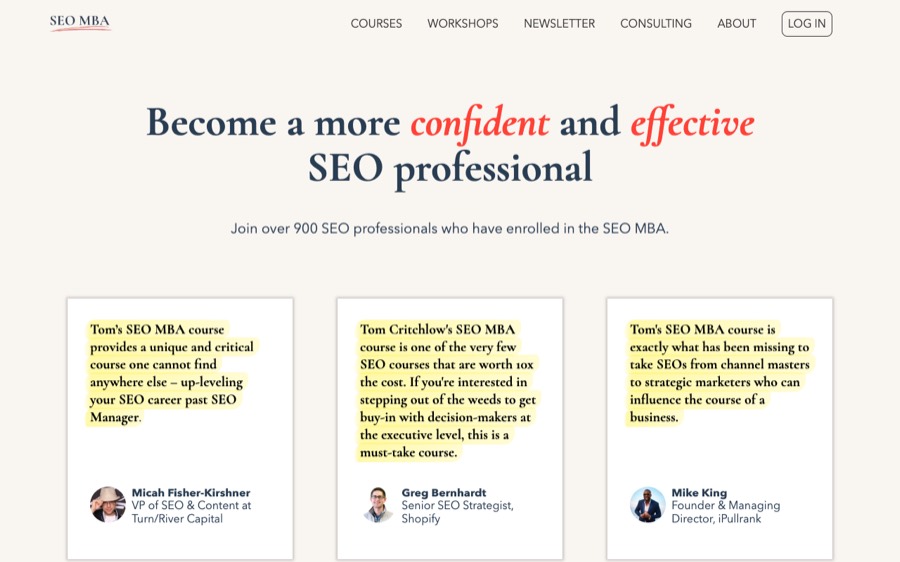 SEO MBA
COURSES
WORKSHOPS
NEWSLETTER
CONSULTING
ABOUT
LOG IN
Become a more confident and effective
SEO professional
Join over 900 SEO professionals who have enrolled in the SEO MBA.
Tom's SEO MBA course
provides a unique and critical
course one cannot find
anywhere else – up-leveling
your SEO career past SEO
Manager.
Micah Fisher-Kirshner
VP of SEO & Content at
Turn/River Capital
Tom Critchlow's SEO MBA
course is one of the very few
SEO courses that are worth 10x
the cost. If you're interested in
stepping out of the weeds to get
buy-in with decision-makers at
the executive level, this is a
must-take course.
Greg Bernhardt
Senior SEO Strategist,
Shopify
Tom's SEO MBA course is
exactly what has been missing to
take SEOs from channel masters
to strategic marketers who can
influence the course of a
business.
Mike King
Founder & Managing
Director, iPullrank